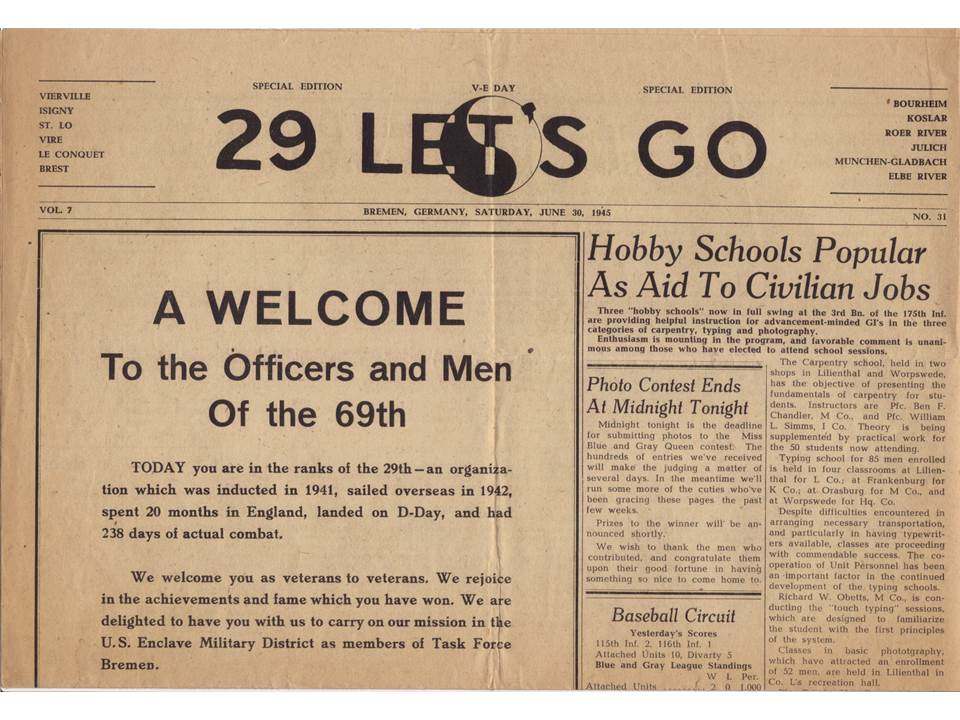 SPECIAL EDITION
V-E DAY
SPECIAL EDITION
VIERVILLE
ISIGNY
ST. LO
VIRE
LE CONQUET
BREST
29 LET'S GO
BOURHEIM
KOSLAR
ROER RIVER
JULICH
MUNCHEN-GLADBACH
ELBE RIVER
VOL. 7
BREMEN, GERMANY, SATURDAY, JUNE 30, 1945
NO. 31
A WELCOME
To the Officers and Men
Of the 69th
TODAY you are in the ranks of the 29th—an organiza-
tion which was inducted in 1941, sailed overseas in 1942,
spent 20 months in England, landed on D-Day, and had
238 days of actual combat.
We welcome you as veterans to veterans. We rejoice
in the achievements and fame which you have won. We are
delighted to have you with us to carry on our mission in the
U.S. Enclave Military District as members of Task Force
Bremen.
Hobby Schools Popular
As Aid To Civilian Jobs
Three "hobby schools" now in full swing at the 3rd Bn. of the 175th Inf.
are providing helpful instruction for advancement-minded GI's in the three
categories of carpentry, typing and photography.
Enthusiasm is mounting in the program, and favorable comment is unani-
mous among those who have elected to attend school sessions.
Photo Contest Ends
At Midnight Tonight
Midnight tonight is the deadline
for submitting photos to the Miss
Blue and Gray Queen contest. The
hundreds of entries we've received
will make the judging a matter of
several days. In the meantime we'll
run some more of the cuties who've
been gracing these pages the past
few weeks.
Prizes to the winner will be an-
nounced shortly.
We wish to thank the men who
contributed, and congratulate them
upon their good fortune in having
something so nice to come home to.
Baseball Circuit
Yesterday's Scores
115th Inf. 2, 116th Inf. 1
Attached Units 10, Divarty 5
Blue and Gray League Standings
W L Per.
Attached Units 2 0 1.000
The Carpentry school, held in two
shops in Lilienthal and Worpswede,
has the objective of presenting the
fundamentals of carpentry for stu-
dents. Instructors are Pfc. Ben F.
Chandler, M Co., and Pfc. William
L. Simms, I Co. Theory is being
supplemented by practical work for
the 50 students now attending.
Typing school for 85 men enrolled
is held in four classrooms at Lilien-
thal for L Co.; at Frankenburg for
K Co.; at Orasburg for M Co., and
at Worpswede for Hq. Co.
Despite difficulties encountered in
arranging necessary transportation,
and particularly in having typewrit-
ers available, classes are proceeding
with commendable success. The co-
operation of Unit Personnel has been
an important factor in the continued
development of the typing schools.
Richard W. Obetts, M Co., is con-
ducting the "touch typing" sessions,
which are designed to familiarize
the student with the first principles
of the system.
Classes in basic phototgraphy,
which have attracted an enrollment
of 52 men, are held in Lilienthal in
Co. L's recreation hall.